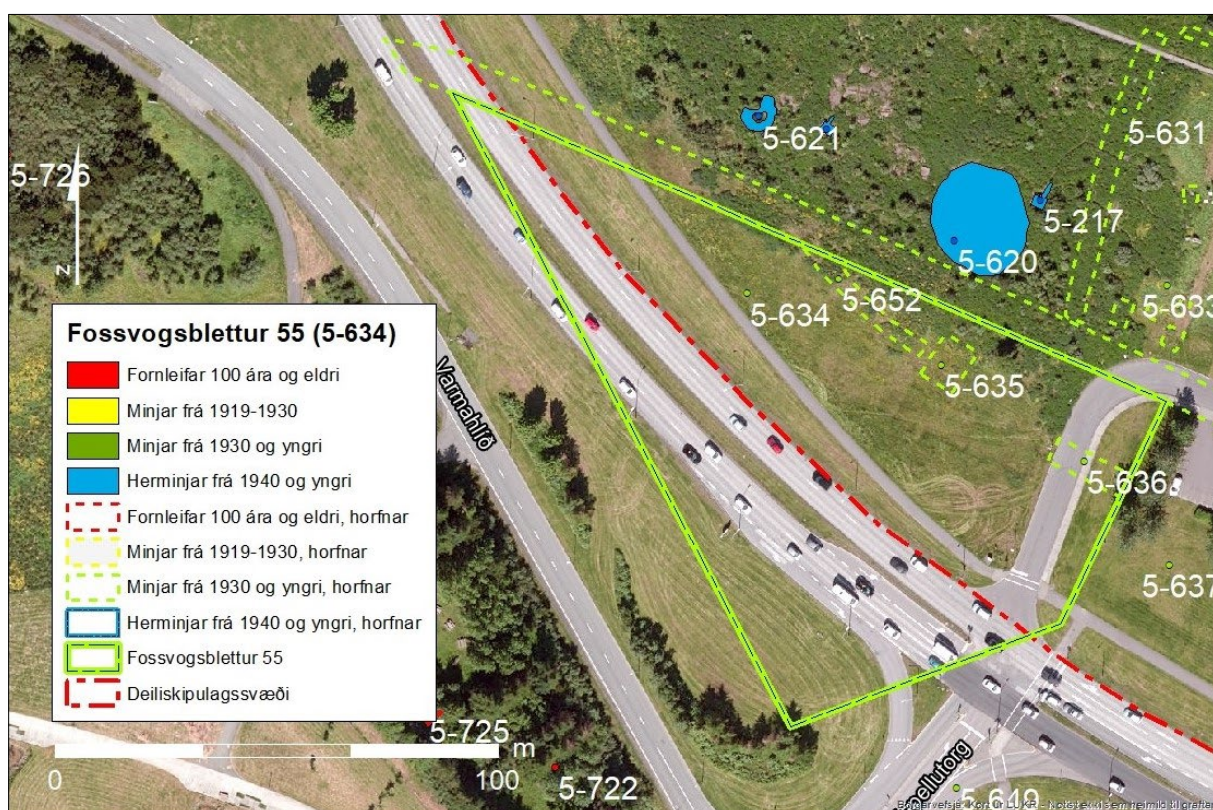 5-726
N
5-621
5-631
5-217
5-620
5-652
5-634
5-633
5-635
5-636
5-637
Fossvogsblettur 55 (5-634)
Fornleifar 100 ára og eldri
Minjar frá 1919-1930
Minjar frá 1930 og yngri
Herminjar frá 1940 og yngri
Fornleifar 100 ára og eldri, horfnar
Minjar frá 1919-1930, horfnar
Minjar frá 1930 og yngri, horfnar
Herminjar frá 1940 og yngri, horfnar
Fossvogsblettur 55
Deiliskipulagssvæði
Varmahlíð
5-725
m
0
100
5-722
ellutorg
5-649